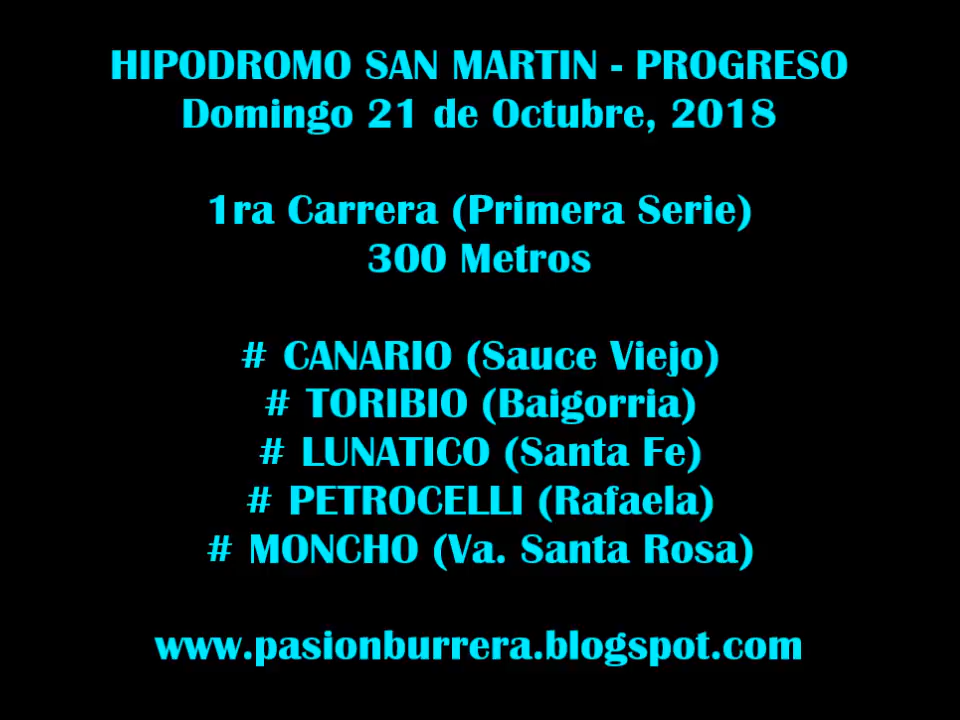 HIPODROMO SAN MARTIN - PROGRESO
Domingo 21 de Octubre, 2018
1ra Carrera (Primera Serie)
300 Metros
# CANARIO (Sauce Viejo)
# TORIBIO (Baigorria)
# LUNATICO (Santa Fe)
# PETROCELLI (Rafaela)
# MONCHO (Va. Santa Rosa)
www.pasionburrera.blogspot.com